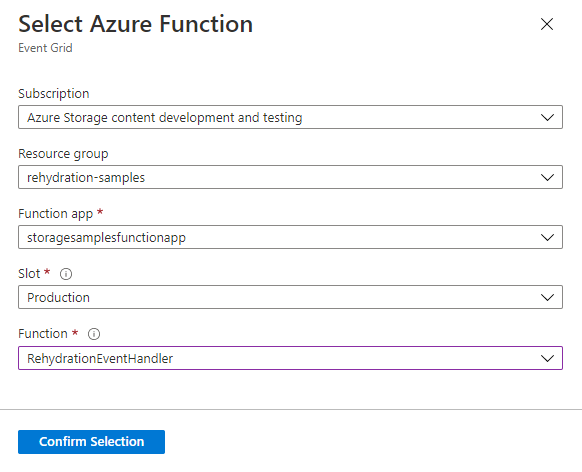 Select Azure Function
Event Grid
Subscription
Azure Storage content development and testing
Resource group
rehydration-samples
Function app *
storagesamplesfunctionapp
Slot *
Production
Function *
RehydrationEventHandler
Confirm Selection